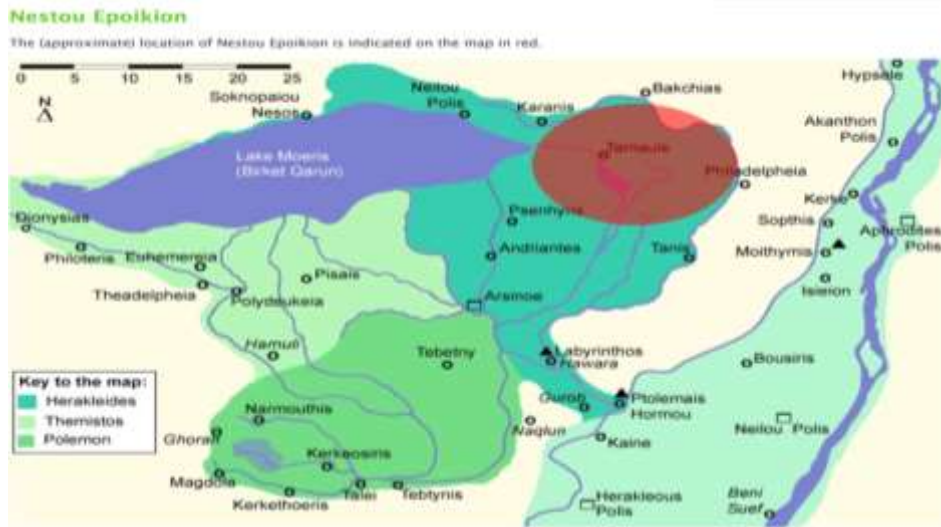 Nestou Epoikion
The (approximate) location of Nestou Epoikion is indicated on the map in red.
0 5 10 15 20 25
Hypsele
Bakchias
Neilou
Polis
Soknopaiou
Nesos
Karanis
Akanthon
Polis
N
Tamauis
Lake Moeris
(Birket Qarun)
Philadelpheia
Kerke
Dionysias
Psenhyris
Sopthis
Aphrodites
Polis
Philoteris
Euhemereia
Andriantes
Tanis
Moithymis
Pisais
Theadelpheia
Polydeukeia
Arsinoe
Isieion
Hamuli
Tebetny
Labyrinthos
Hawara
Bousiris
Key to the map:
Herakleides
Themistos
Polemon
Narmouthis
Gurob
Ptolemais
Hormou
Ghoran
Naqlun
Neilou Polis
Kaine
Kerkeosiris
Magdola
Kerkethoeris
Talei
Tebtynis
Herakleous
Polis
Beni
Suef